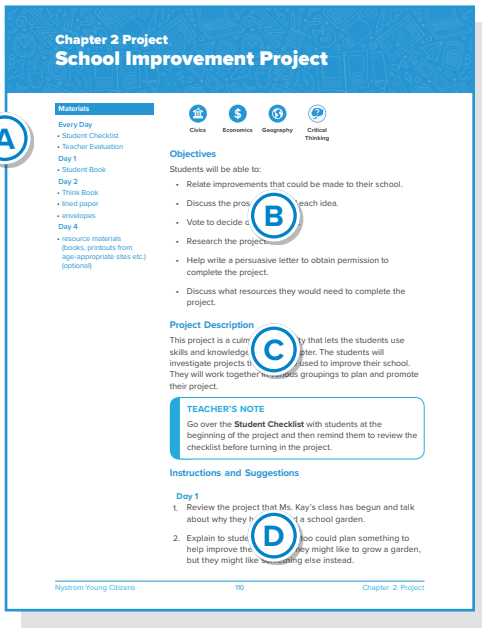 Chapter 2 Project
School Improvement Project
Materials
Every Day
• Student Checklist
• Teacher Evaluation
Day 1
• Student Book
Day 2
• Think Book
• lined paper
• envelopes
Day 4
• resource materials
(books, printouts from
age-appropriate sites etc.)
(optional)
A
Civics
Economics
Geography
Critical
Thinking
Objectives
Students will be able to:
• Relate improvements that could be made to their school.
• Discuss the pros each idea.
B
• Vote to decide
• Research the project.
• Help write a persuasive letter to obtain permission to
complete the project.
• Discuss what resources they would need to complete the
project.
Project Description
This project is a that lets the students use
skills and knowledge The students will
C
investigate projects used to improve their school.
They will work together in various groupings to plan and promote
their project.
TEACHER'S NOTE
Go over the Student Checklist with students at the
beginning of the project and then remind them to review the
checklist before turning in the project.
Instructions and Suggestions
Day 1
1. Review the project that Ms. Kay's class has begun and talk
about why they a school garden.
D
2. Explain to too could plan something to
help improve might like to grow a garden,
but they might like something else instead.
Nystrom Young Citizens
110
Chapter 2 Project